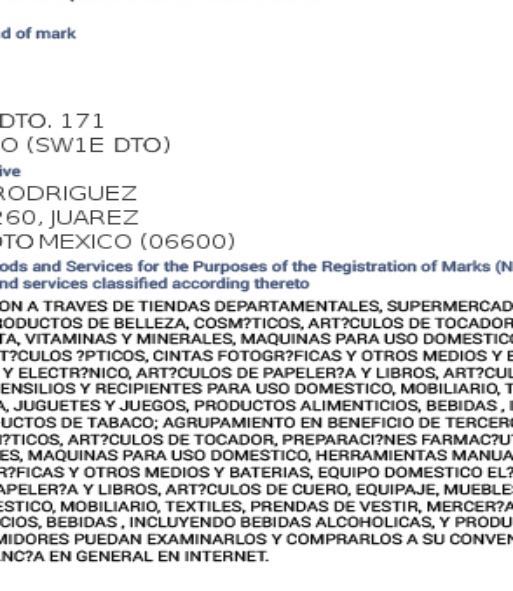 d of mark
DTO. 171
O (SW1E DTO)
ive
RODRIGUEZ
260, JUAREZ
DTO MEXICO (06600)
ods and Services for the Purposes of the Registration of Marks (N
nd services classified according thereto
ON A TRAVES DE TIENDAS DEPARTAMENTALES, SUPERMERCAD
RODUCTOS DE BELLEZA, COSM?TICOS, ART?CULOS DE TOCADOR
TA, VITAMINAS Y MINERALES, MAQUINAS PARA USO DOMESTICO
T?CULOS ?PTICOS, CINTAS FOTOGR?FICAS Y OTROS MEDIOS Y B
Y ELECTR?NICO, ART?CULOS DE PAPELER?A Y LIBROS, ART?CUL
ENSILIOS Y RECIPIENTES PARA USO DOMESTICO, MOBILIARIO, T
A, JUGUETES Y JUEGOS, PRODUCTOS ALIMENTICIOS, BEBIDAS , I
DUCTOS DE TABACO; AGRUPAMIENTO EN BENEFICIO DE TERCERO
M?TICOS, ART?CULOS DE TOCADOR, PREPARACI?NES FARMAC?UT
ES, MAQUINAS PARA USO DOMESTICO, HERRAMIENTAS MANUA
R?FICAS Y OTROS MEDIOS Y BATERIAS, EQUIPO DOMESTICO EL?
APELER?A Y LIBROS, ART?CULOS DE CUERO, EQUIPAJE, MUEBLE
ESTICO, MOBILIARIO, TEXTILES, PRENDAS DE VESTIR, MERCER?A
CIOS, BEBIDAS , INCLUYENDO BEBIDAS ALCOHOLICAS, Y PRODU
MIDORES PUEDAN EXAMINARLOS Y COMPRARLOS A SU CONVEN
ANC?A EN GENERAL EN INTERNET.